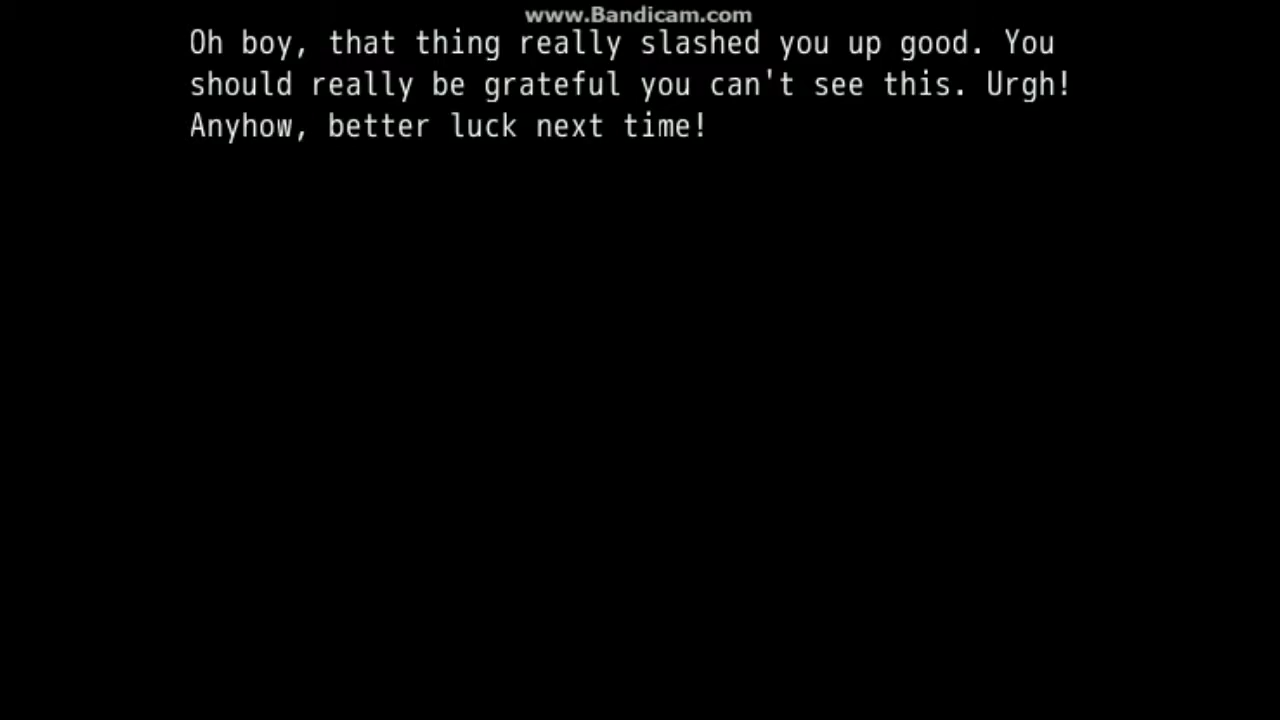 www.Bandicam.com
Oh boy, that thing really slashed you up good. You
should really be grateful you can't see this. Urgh!
Anyhow, better luck next time!